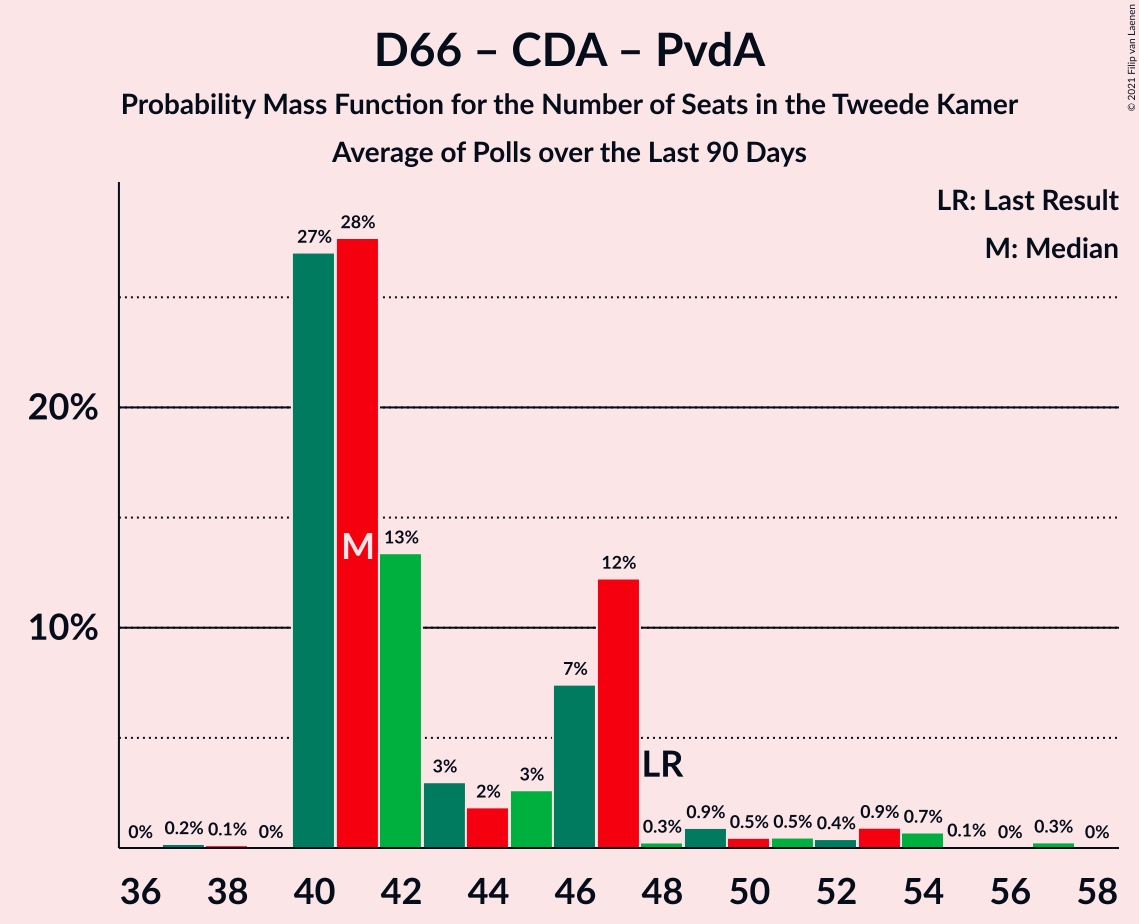 D66 – CDA – PvdA
Probability Mass Function for the Number of Seats in the Tweede Kamer
Average of Polls over the Last 90 Days
© 2021 Filip van Laenen
LR: Last Result
M: Median
20%
10%
0%
0.2%
0.1%
0%
27%
28%
M
13%
3%
2%
3%
7%
12%
LR
0.3%
0.9%
0.5%
0.5%
0.4%
0.9%
0.7%
0.1%
0%
0.3%
0%
36 38 40 42 44 46 48 50 52 54 56 58